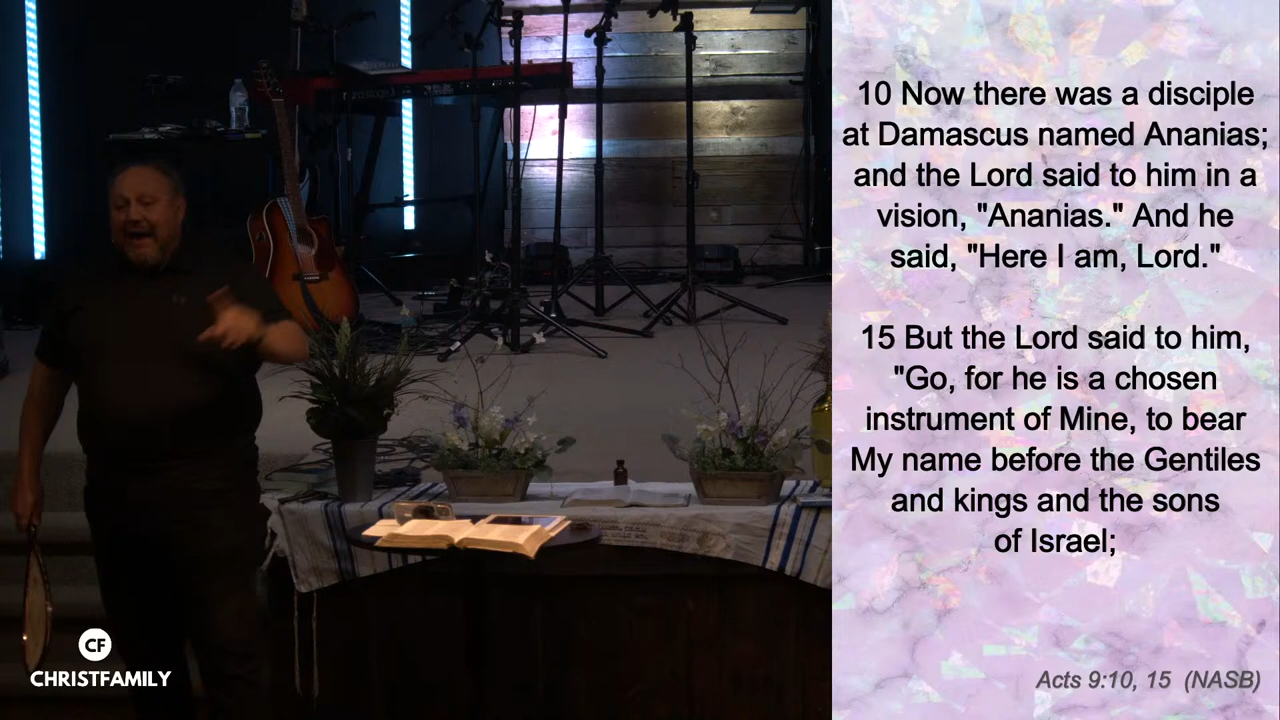 10 Now there was a disciple
at Damascus named Ananias;
and the Lord said to him in a
vision, "Ananias." And he
said, "Here I am, Lord."
15 But the Lord said to him,
"Go, for he is a chosen
instrument of Mine, to bear
My name before the Gentiles
and kings and the sons
of Israel;
Acts 9:10, 15 (NASB)
CF
CHRISTFAMILY